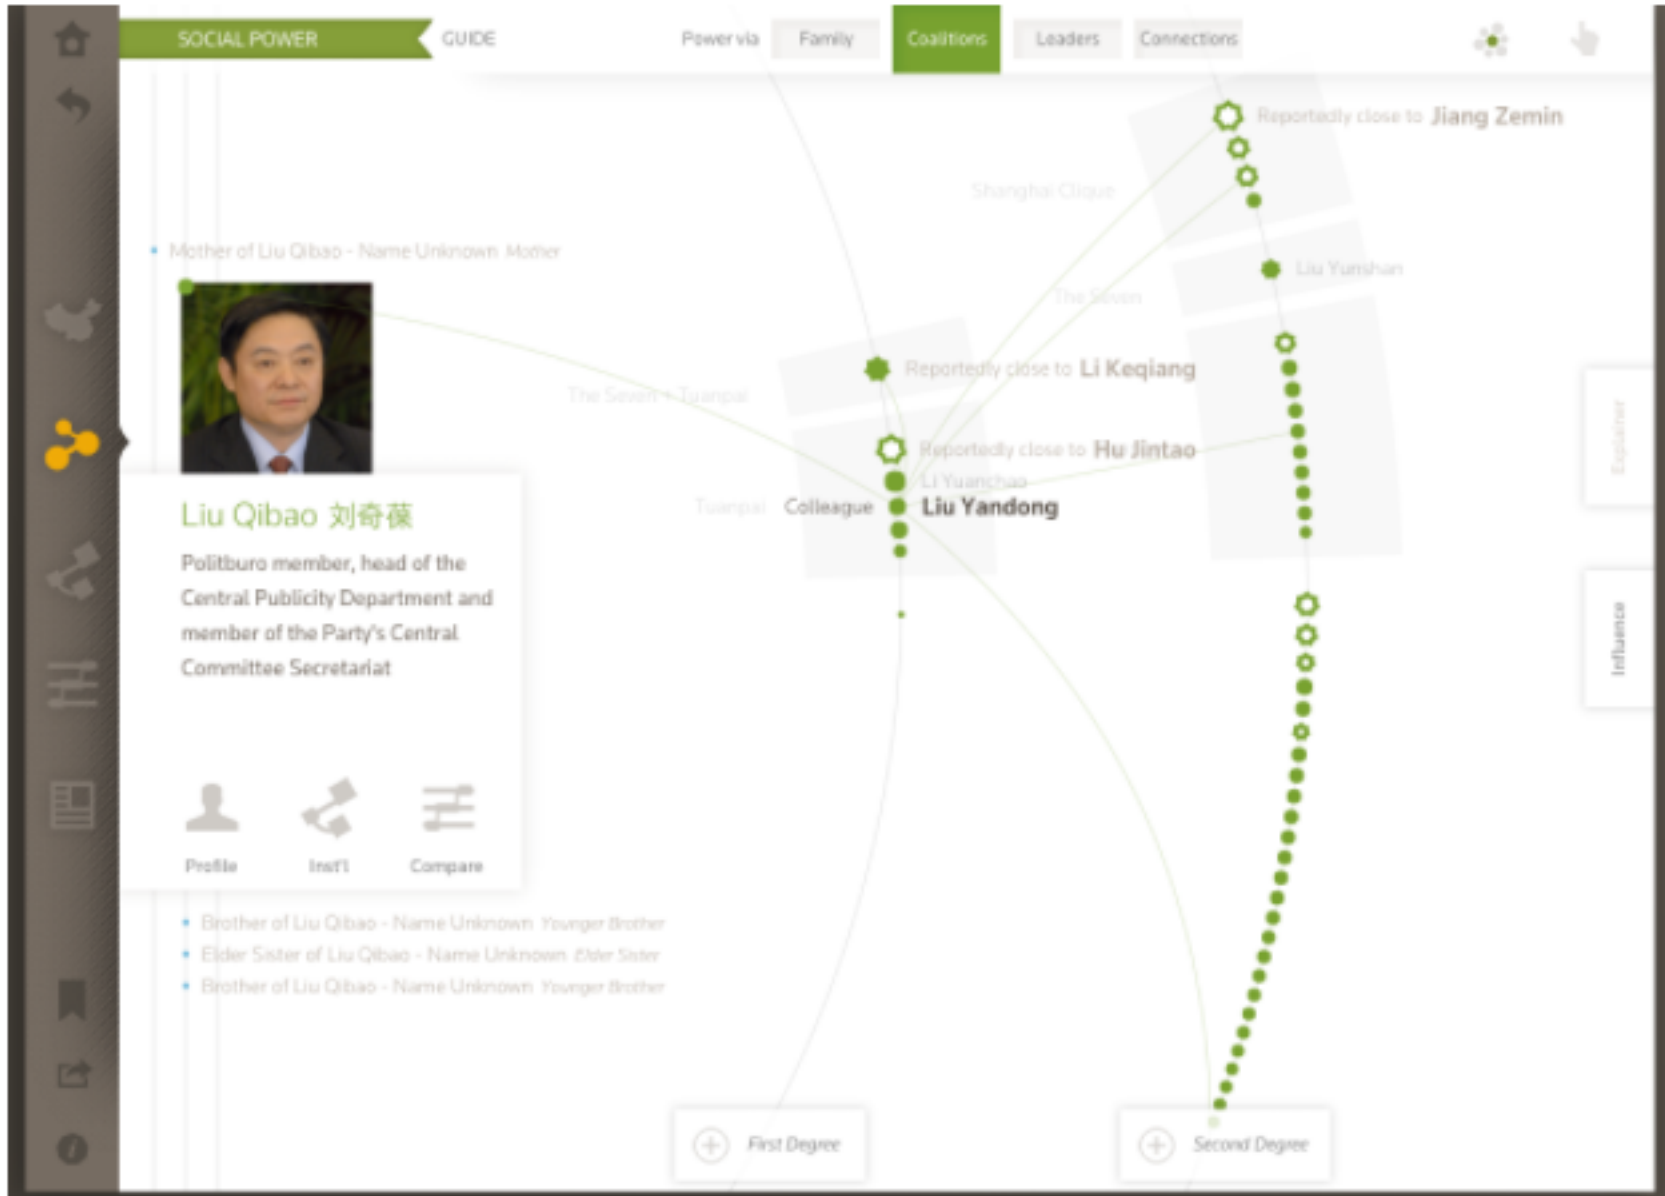 SOCIAL POWER
GUIDE
Power via
Family
Coalitions
Leaders
Connections
Reportedly close to Jiang Zemin
Shanghai Clique
Mother of Liu Qibao - Name Unknown Mother
Liu Yunshan
The Seven
Reportedly close to Li Keqiang
The Seven + Tuanpai
Reportedly close to Hu Jintao
Li Yuanchao
Tuanpai
Colleague
Liu Yandong
Explainer
Influence
Liu Qibao 刘奇葆
Politburo member, head of the
Central Publicity Department and
member of the Party's Central
Committee Secretariat
Profile
Inst'l
Compare
Brother of Liu Qibao - Name Unknown Younger Brother
Elder Sister of Liu Qibao - Name Unknown Elder Sister
Brother of Liu Qibao - Name Unknown Younger Brother
First Degree
Second Degree